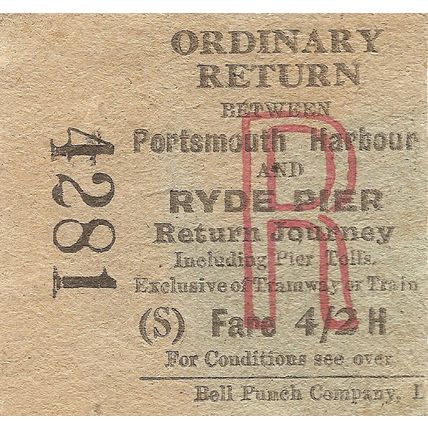 ORDINARY
RETURN
BETWEEN
Portsmouth Harbour
AND
RYDE PIER
Return Journey
Including Pier Tolls.
Exclusive of Tramway or Train
(S) Fare 4/2 H
For Conditions see over
Bell Punch Company, L
4281
R